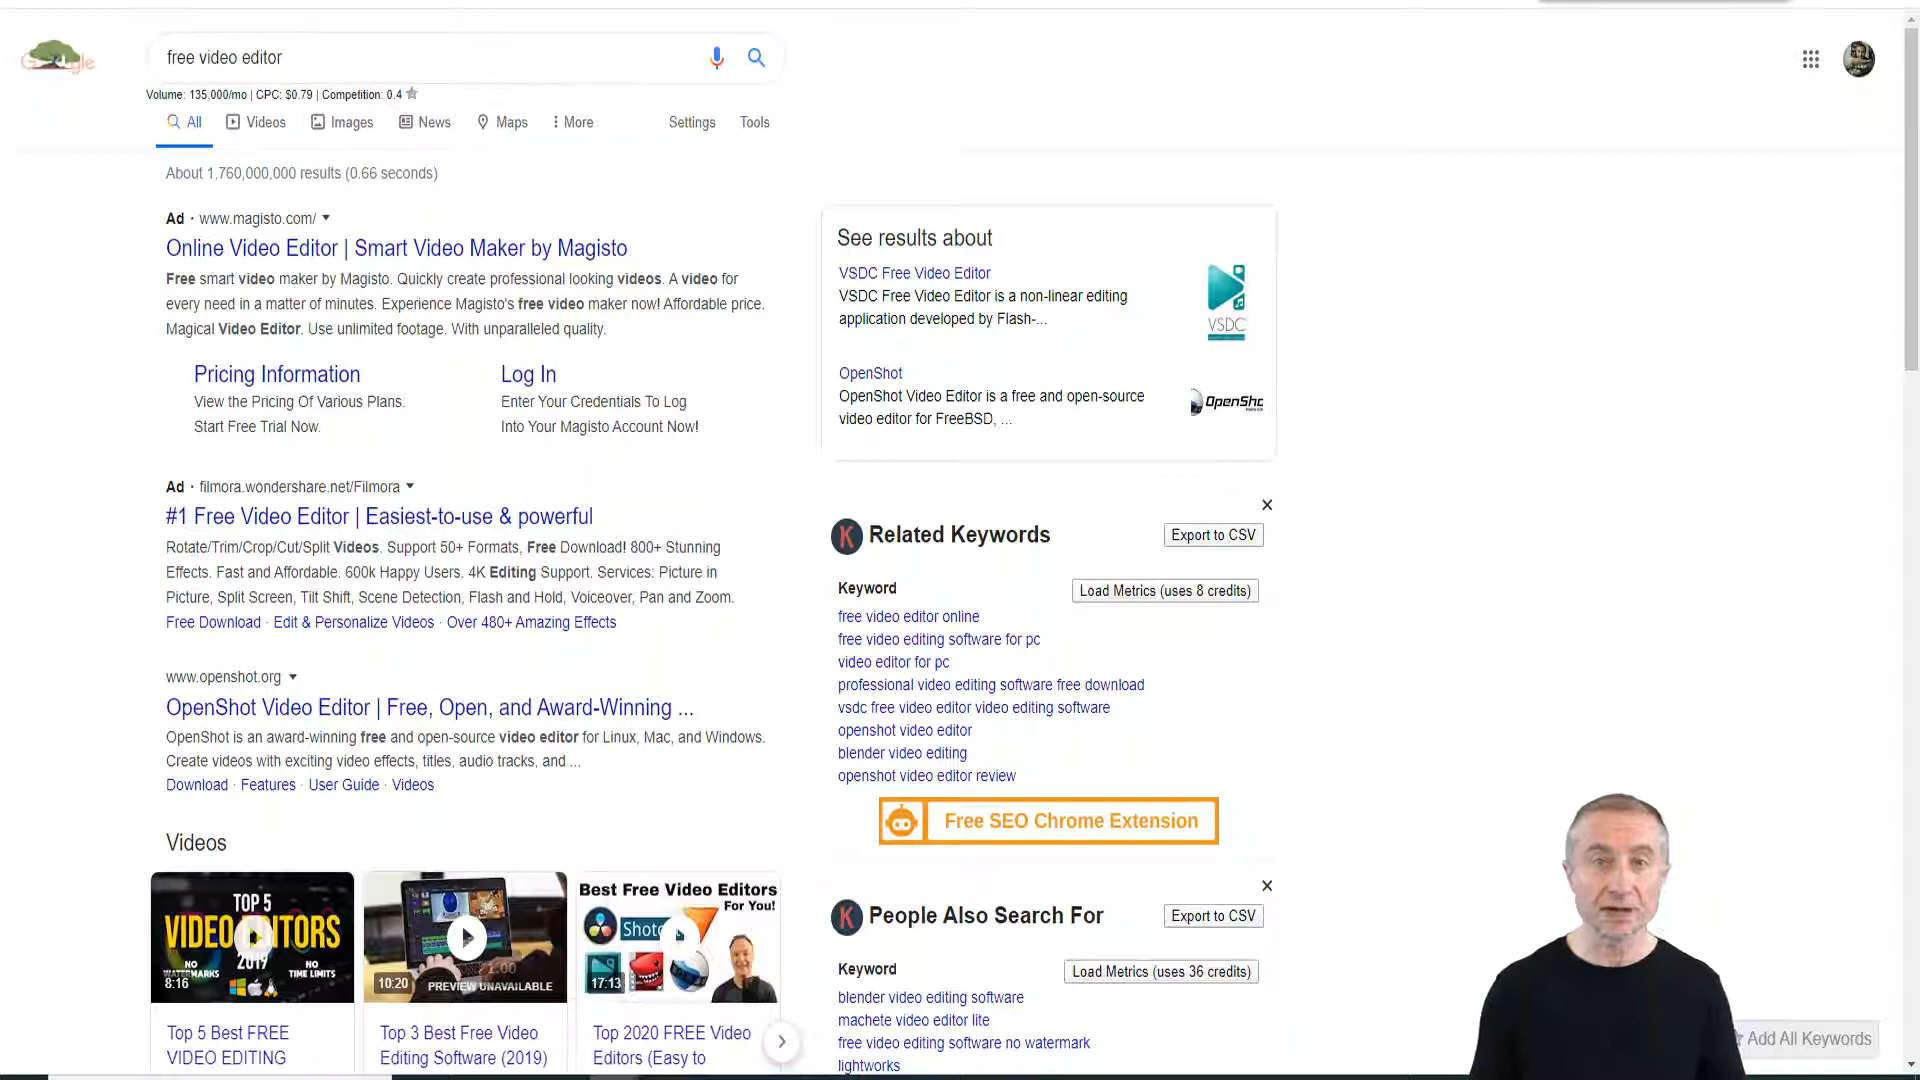 Google
free video editor
Volume: 135,000/mo | CPC: $0.79 | Competition: 0.4
All Videos Images News Maps More Settings Tools
About 1,760,000,000 results (0.66 seconds)
Ad · www.magisto.com/
Online Video Editor | Smart Video Maker by Magisto
Free smart video maker by Magisto. Quickly create professional looking videos. A video for
every need in a matter of minutes. Experience Magisto's free video maker now! Affordable price.
Magical Video Editor. Use unlimited footage. With unparalleled quality.
Pricing Information
View the Pricing Of Various Plans.
Start Free Trial Now.
Log In
Enter Your Credentials To Log
Into Your Magisto Account Now!
Ad · filmora.wondershare.net/Filmora
#1 Free Video Editor | Easiest-to-use & powerful
Rotate/Trim/Crop/Cut/Split Videos. Support 50+ Formats, Free Download! 800+ Stunning
Effects. Fast and Affordable. 600k Happy Users. 4K Editing Support. Services: Picture in
Picture, Split Screen, Tilt Shift, Scene Detection, Flash and Hold, Voiceover, Pan and Zoom.
Free Download · Edit & Personalize Videos · Over 480+ Amazing Effects
www.openshot.org
OpenShot Video Editor | Free, Open, and Award-Winning ...
OpenShot is an award-winning free and open-source video editor for Linux, Mac, and Windows.
Create videos with exciting video effects, titles, audio tracks, and ...
Download · Features · User Guide · Videos
Videos
TOP 5
VIDEO EDITORS
2019
NO WATERMARKS
NO TIME LIMITS
8:16
Top 5 Best FREE
VIDEO EDITING
10:20
PREVIEW UNAVAILABLE
Top 3 Best Free Video
Editing Software (2019)
Best Free Video Editors
For You!
Shotc
17:13
Top 2020 FREE Video
Editors (Easy to
See results about
VSDC Free Video Editor
VSDC Free Video Editor is a non-linear editing
application developed by Flash-...
VSDC
OpenShot
OpenShot Video Editor is a free and open-source
video editor for FreeBSD, ...
OpenSho
K Related Keywords
Export to CSV
Keyword
Load Metrics (uses 8 credits)
free video editor online
free video editing software for pc
video editor for pc
professional video editing software free download
vsdc free video editor video editing software
openshot video editor
blender video editing
openshot video editor review
Free SEO Chrome Extension
K People Also Search For
Export to CSV
Keyword
Load Metrics (uses 36 credits)
blender video editing software
machete video editor lite
free video editing software no watermark
lightworks
Add All Keywords